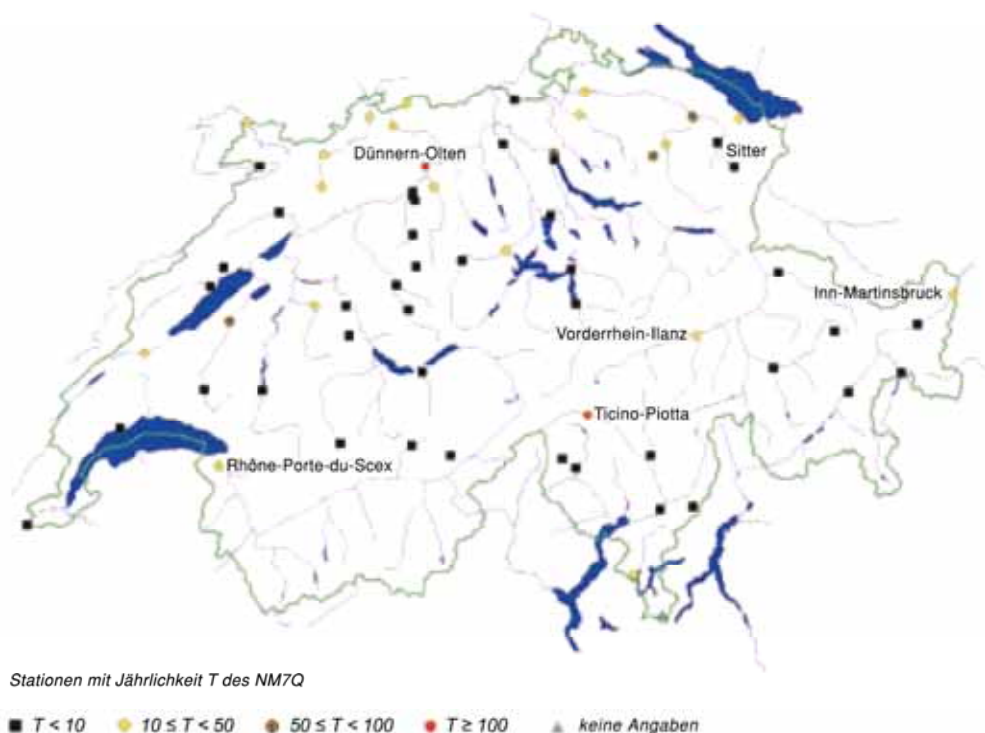 Dünnern-Olten
Sitter
Inn-Martinsbruck
Vorderrhein-Ilanz
Ticino-Piotta
Rhône-Porte-du-Scex
Stationen mit Jährlichkeit T des NM7Q
T < 10 10 ≤ T < 50 50 ≤ T < 100 T ≥ 100 keine Angaben